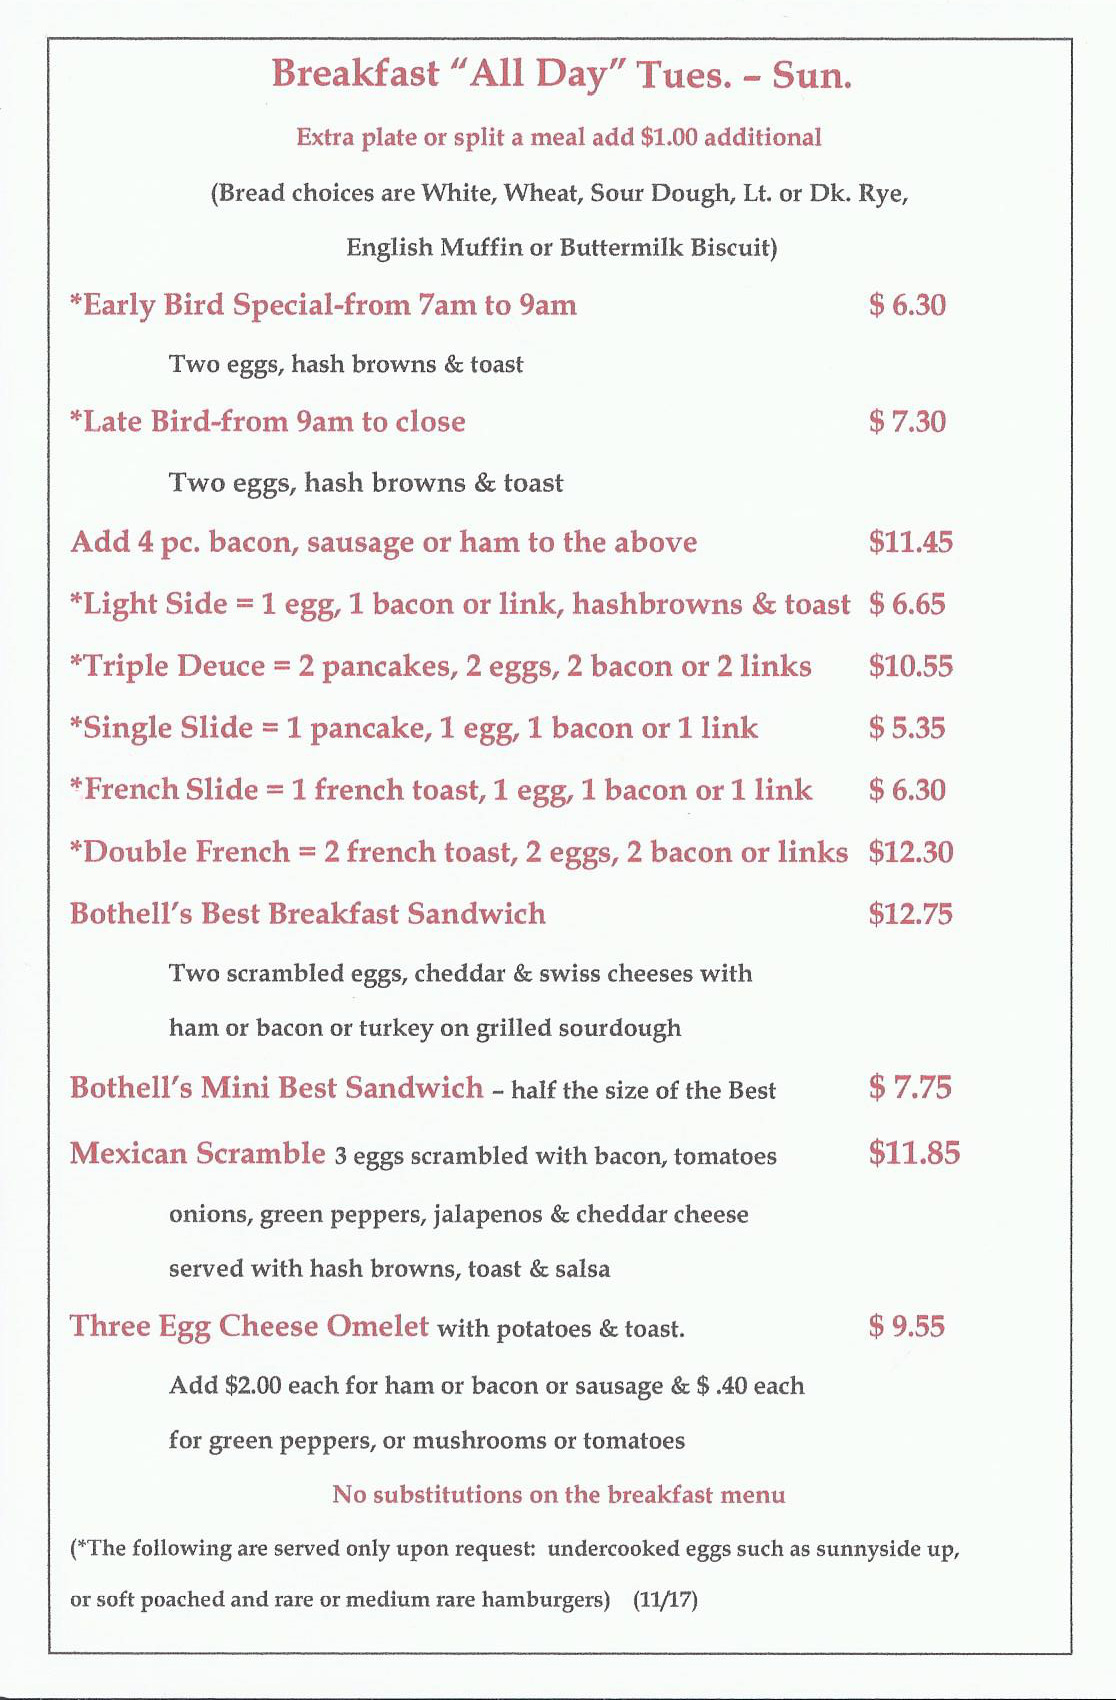 Breakfast "All Day" Tues. – Sun.
Extra plate or split a meal add $1.00 additional
(Bread choices are White, Wheat, Sour Dough, Lt. or Dk. Rye,
English Muffin or Buttermilk Biscuit)
*Early Bird Special-from 7am to 9am $ 6.30
Two eggs, hash browns & toast
*Late Bird-from 9am to close $ 7.30
Two eggs, hash browns & toast
Add 4 pc. bacon, sausage or ham to the above $11.45
*Light Side = 1 egg, 1 bacon or link, hashbrowns & toast $ 6.65
*Triple Deuce = 2 pancakes, 2 eggs, 2 bacon or 2 links $10.55
*Single Slide = 1 pancake, 1 egg, 1 bacon or 1 link $ 5.35
*French Slide = 1 french toast, 1 egg, 1 bacon or 1 link $ 6.30
*Double French = 2 french toast, 2 eggs, 2 bacon or links $12.30
Bothell's Best Breakfast Sandwich $12.75
Two scrambled eggs, cheddar & swiss cheeses with
ham or bacon or turkey on grilled sourdough
Bothell's Mini Best Sandwich – half the size of the Best $ 7.75
Mexican Scramble 3 eggs scrambled with bacon, tomatoes $11.85
onions, green peppers, jalapenos & cheddar cheese
served with hash browns, toast & salsa
Three Egg Cheese Omelet with potatoes & toast. $ 9.55
Add $2.00 each for ham or bacon or sausage & $ .40 each
for green peppers, or mushrooms or tomatoes
No substitutions on the breakfast menu
(*The following are served only upon request: undercooked eggs such as sunnyside up,
or soft poached and rare or medium rare hamburgers) (11/17)